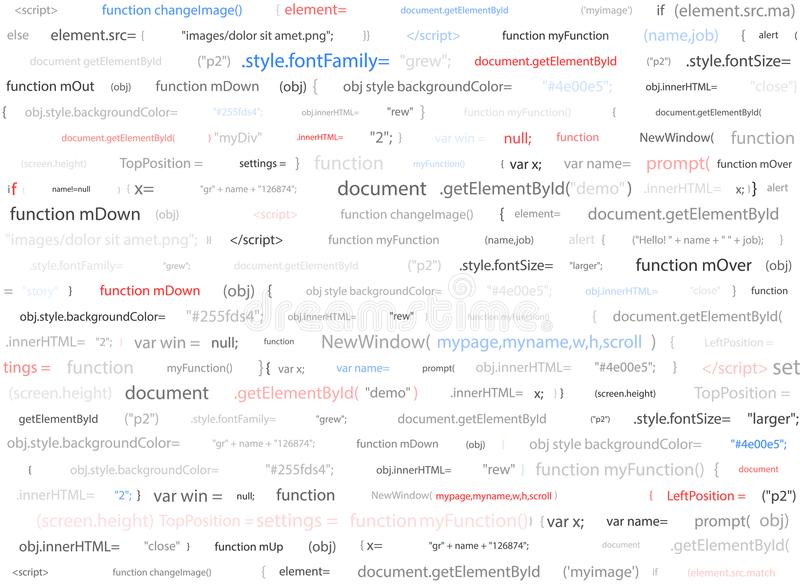 <script> function changeImage() { element= document.getElementById ('myimage') if (element.src.ma)
else element.src= { "images/dolor sit amet.png"; }} </script> function myFunction (name,job) { alert (
document.getElementById ("p2") .style.fontFamily= "grew"; document.getElementById ("p2") .style.fontSize=
function mOut (obj) function mDown (obj) { obj style backgroundColor= "#4e00e5"; obj.innerHTML= "close")
{ obj.style.backgroundColor= "#255fds4"; obj.innerHTML= "rew" } function myFunction() { document.getElementById(
document.getElementById( ) "myDiv" .innerHTML= "2"; } var win = null; function NewWindow( function
(screen.height) TopPosition = settings = } function myFunction() { var x; var name= prompt( function mOver
if { name!=null } { x= "gr" + name + "126874"; document .getElementById("demo") .innerHTML= x; } } alert
function mDown (obj) <script> function changeImage() { element= document.getElementById
"images/dolor sit amet.png"; }} </script> function myFunction (name,job) alert { ("Hello! " + name + " " + job); }
.style.fontFamily= "grew"; document.getElementById ("p2") .style.fontSize= "larger"; function mOver (obj)
= "story" } function mDown (obj) { obj style backgroundColor= "#4e00e5"; obj.innerHTML= "close" } function
obj.style.backgroundColor= "#255fds4"; obj.innerHTML= "rew" } function myfunction() { document.getElementById(
.innerHTML= "2"; } var win = null; function NewWindow( mypage,myname,w,h,scroll ) { LeftPosition =
tings = function myFunction() } { var x; var name= prompt( obj.innerHTML= "#4e00e5"; } </script> set
(screen.height) document .getElementById( "demo" ) .innerHTML= x; } } (screen.height) TopPosition =
getElementById ("p2") .style.fontFamily= "grew"; document.getElementById ("p2") .style.fontSize= "larger";
obj.style.backgroundColor= "gr" + name + "126874"; function mDown (obj) { obj style backgroundColor= "#4e00e5";
{ obj.style.backgroundColor= "#255fds4"; obj.innerHTML= "rew" } function myFunction() { document
.innerHTML= "2"; } var win = null; function NewWindow( mypage,myname,w,h,scroll ) { LeftPosition = ("p2")
(screen.height) TopPosition = settings = function myFunction() } { var x; var name= prompt( obj)
obj.innerHTML= "close" } function mUp (obj) { x= "gr" + name + "126874"; document .getElementById(
<script> function changeImage() { element= document.getElementById ('myimage') if (element.src.match
dreamstime